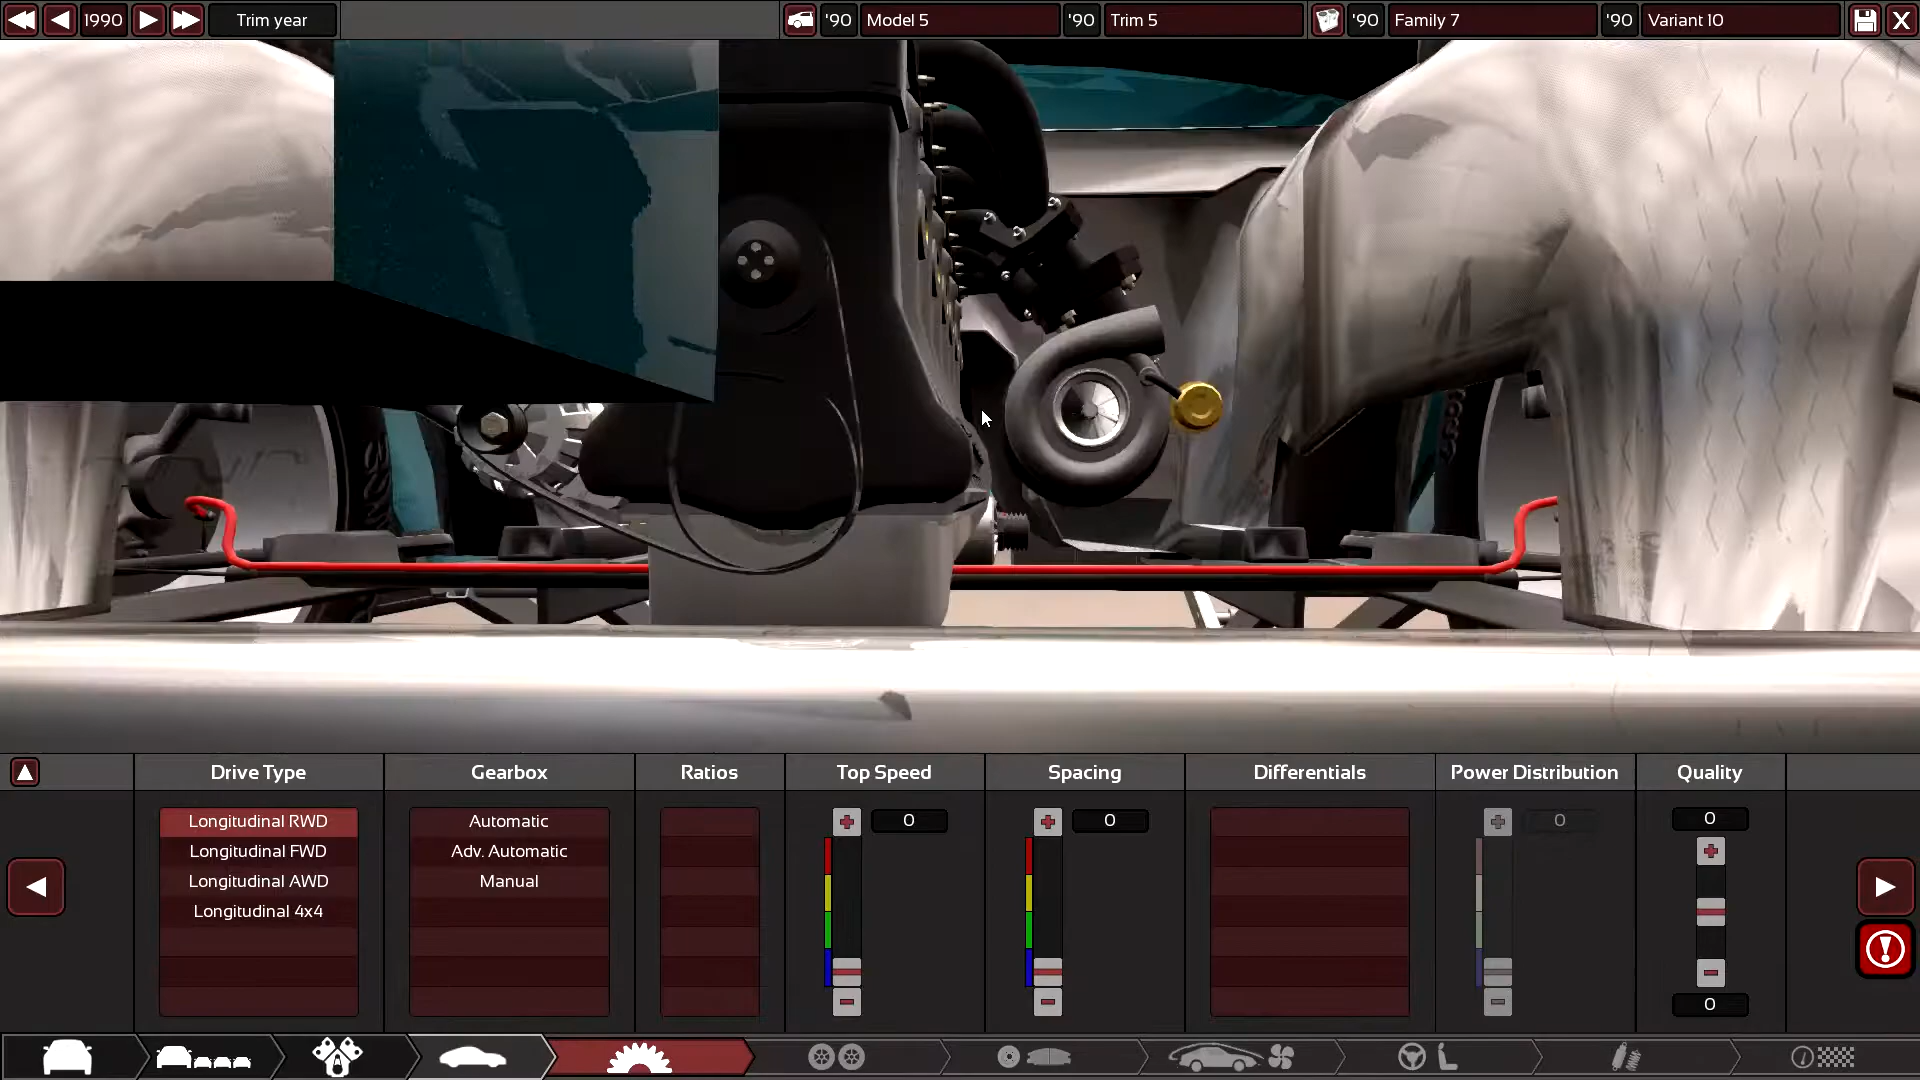 1990 Trim year '90 Model 5 '90 Trim 5 '90 Family 7 '90 Variant 10
Drive Type Gearbox Ratios Top Speed Spacing Differentials Power Distribution Quality
Longitudinal RWD Automatic 0 0 0 0
Longitudinal FWD Adv. Automatic
Longitudinal AWD Manual
Longitudinal 4x4
0